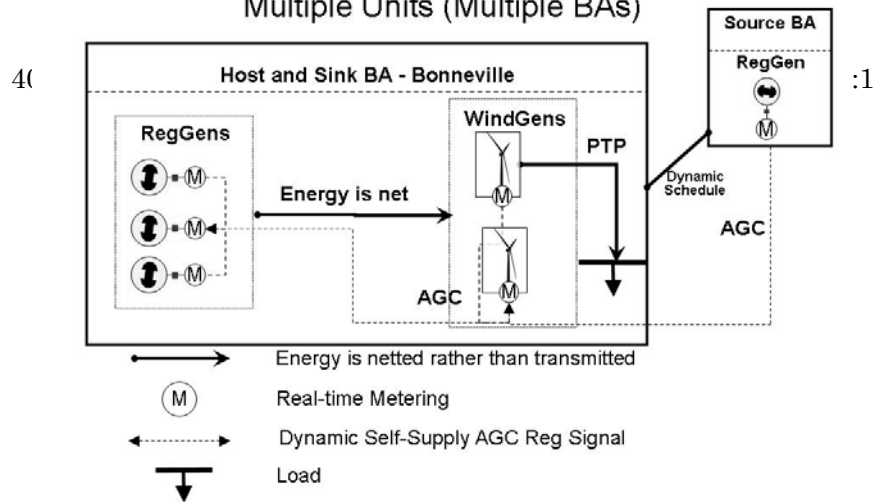 Multiple Units (Multiple BAs)
Source BA
RegGen
M
40
:1
Host and Sink BA - Bonneville
RegGens
M
M
M
Energy is net
WindGens
M
M
PTP
Dynamic
Schedule
AGC
AGC
Energy is netted rather than transmitted
M
Real-time Metering
Dynamic Self-Supply AGC Reg Signal
Load